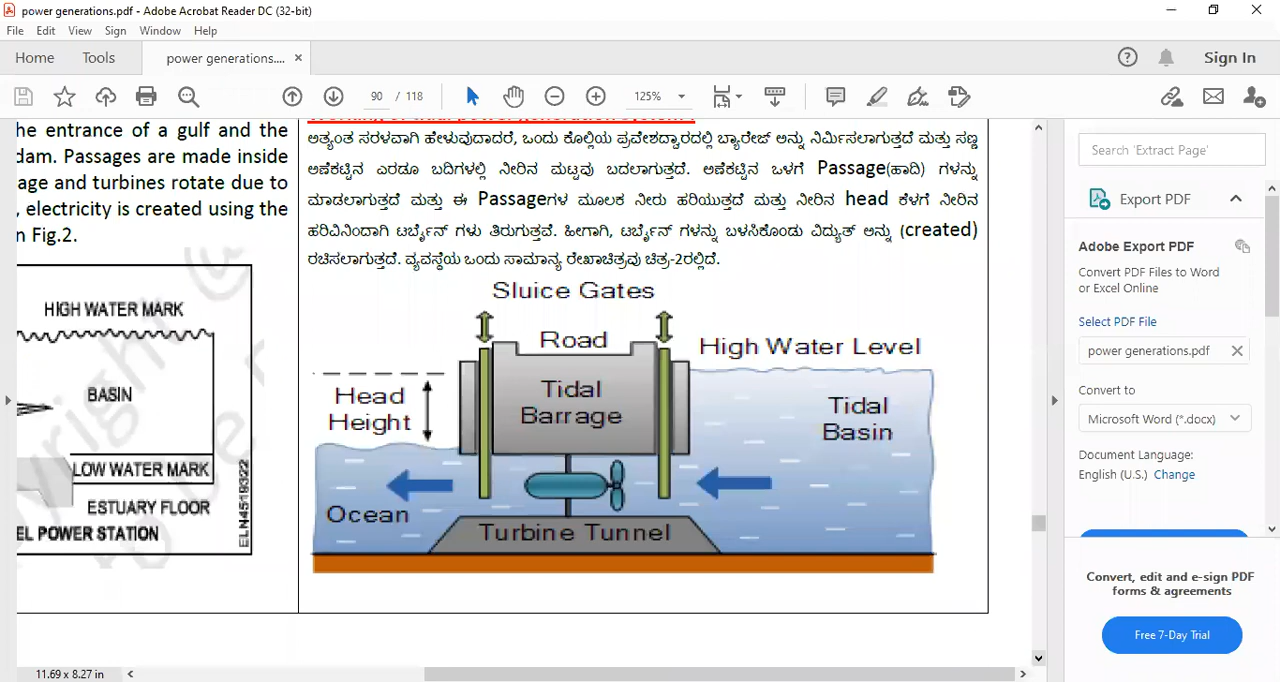 power generations.pdf - Adobe Acrobat Reader DC (32-bit)
File Edit View Sign Window Help
Home Tools power generations.... × Sign In
90 / 118 125%
he entrance of a gulf and the
dam. Passages are made inside
age and turbines rotate due to
, electricity is created using the
n Fig.2.
HIGH WATER MARK
BASIN
LOW WATER MARK
ESTUARY FLOOR
EL POWER STATION
ELN4519322
ಅತ್ಯಂತ ಸರಳವಾಗಿ ಹೇಳುವುದಾದರೆ, ಒಂದು ಕೊಲ್ಲಿಯ ಪ್ರವೇಶದ್ವಾರದಲ್ಲಿ ಬ್ಯಾರೇಜ್ ಅನ್ನು ನಿರ್ಮಿಸಲಾಗುತ್ತದೆ ಮತ್ತು ಸಣ್ಣ
ಅಣೆಕಟ್ಟಿನ ಎರಡೂ ಬದಿಗಳಲ್ಲಿ ನೀರಿನ ಮಟ್ಟವು ಬದಲಾಗುತ್ತದೆ. ಅಣೆಕಟ್ಟಿನ ಒಳಗೆ Passage(ಹಾದಿ) ಗಳನ್ನು
ಮಾಡಲಾಗುತ್ತದೆ ಮತ್ತು ಈ Passageಗಳ ಮೂಲಕ ನೀರು ಹರಿಯುತ್ತದೆ ಮತ್ತು ನೀರಿನ head ಕೆಳಗೆ ನೀರಿನ
ಹರಿವಿನಿಂದಾಗಿ ಟರ್ಬೈನ್ ಗಳು ತಿರುಗುತ್ತವೆ. ಹೀಗಾಗಿ, ಟರ್ಬೈನ್ ಗಳನ್ನು ಬಳಸಿಕೊಂಡು ವಿದ್ಯುತ್ ಅನ್ನು (created)
ರಚಿಸಲಾಗುತ್ತದೆ. ವ್ಯವಸ್ಥೆಯ ಒಂದು ಸಾಮಾನ್ಯ ರೇಖಾಚಿತ್ರವು ಚಿತ್ರ-2ರಲ್ಲಿದೆ.
Sluice Gates
Road
High Water Level
Head
Height
Tidal
Barrage
Tidal
Basin
Ocean
Turbine Tunnel
Search 'Extract Page'
Export PDF
Adobe Export PDF
Convert PDF Files to Word
or Excel Online
Select PDF File
power generations.pdf
Convert to
Microsoft Word (*.docx)
Document Language:
English (U.S.) Change
Convert, edit and e-sign PDF
forms & agreements
Free 7-Day Trial
11.69 x 8.27 in